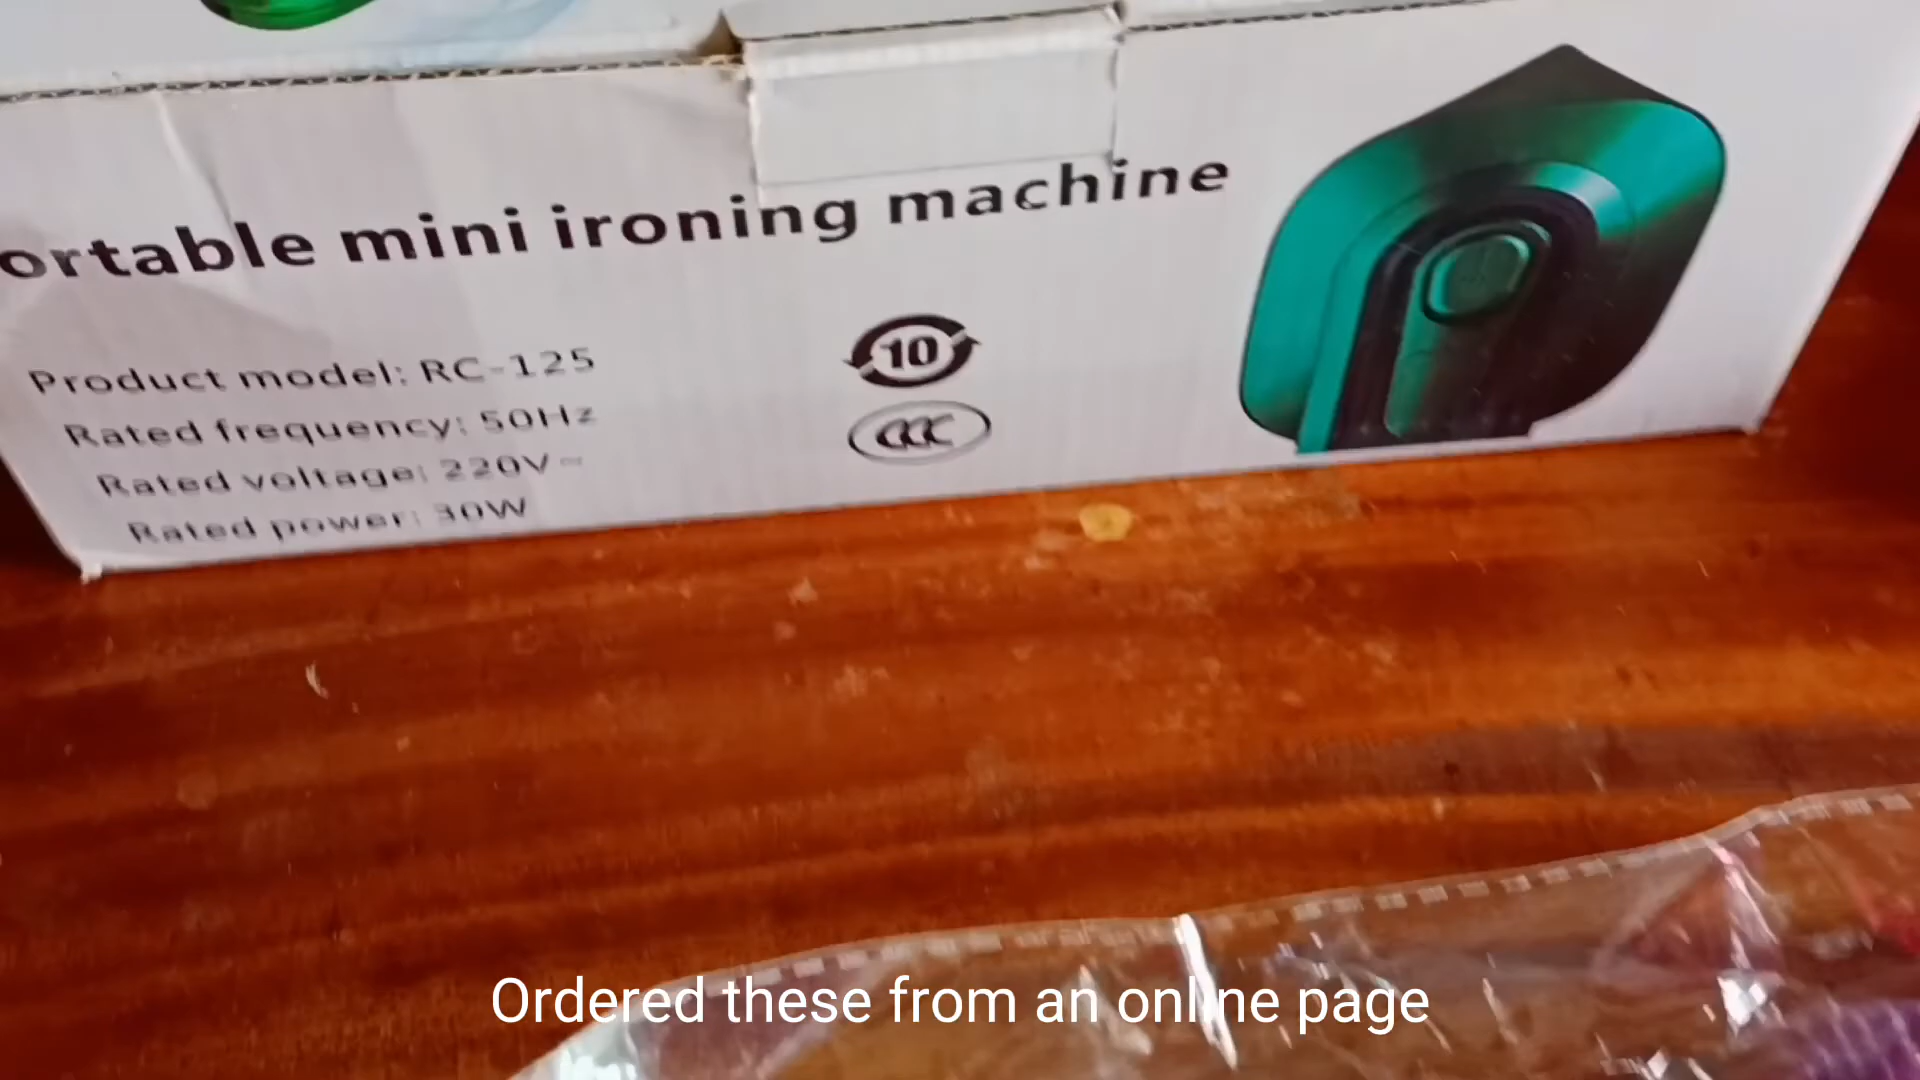 ortable mini ironing machine
Product model: RC-125
Rated frequency: 50Hz
Rated voltage: 220V~
Rated power: 30W
10
CCC
Ordered these from an online page